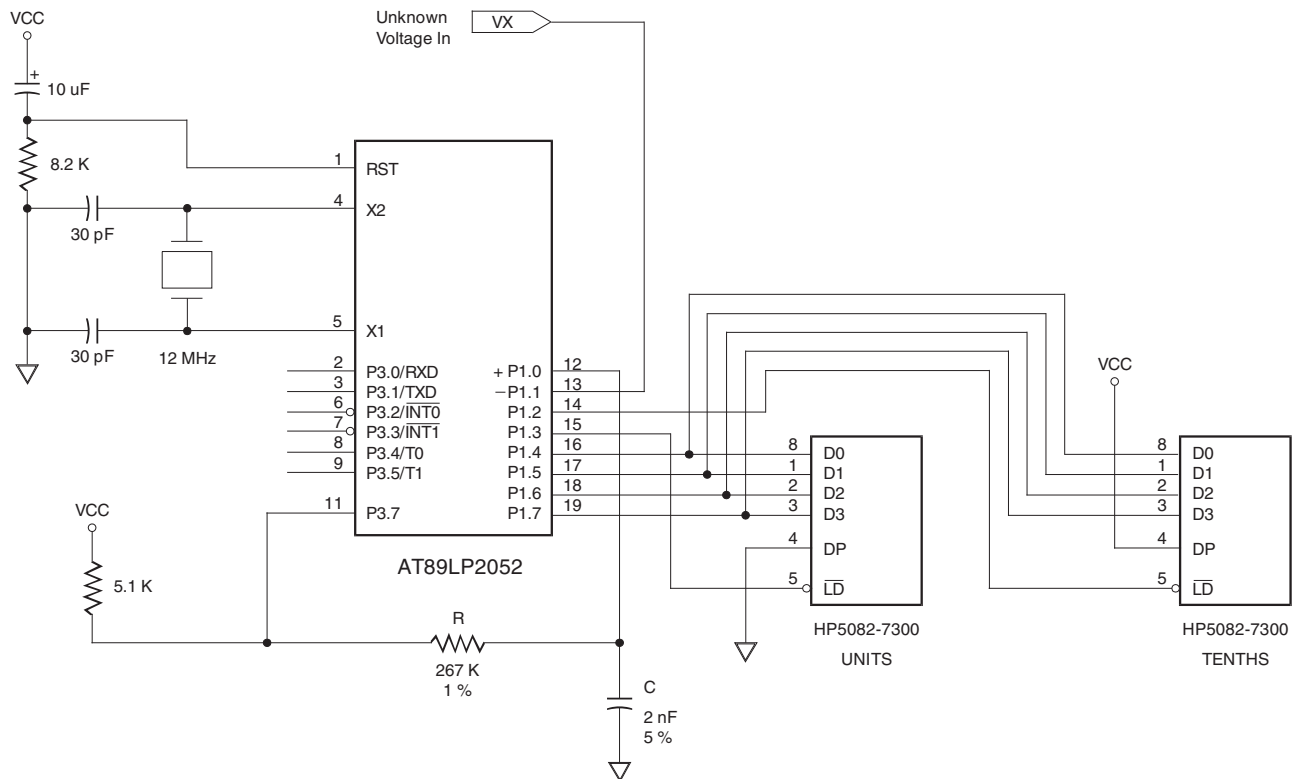 VCC
+
10 uF
8.2 K
30 pF
30 pF
12 MHz
Unknown
Voltage In
VX
1 RST
4 X2
5 X1
2 P3.0/RXD
3 P3.1/TXD
6 P3.2/INT0
7 P3.3/INT1
8 P3.4/T0
9 P3.5/T1
11 P3.7
+ P1.0 12
−P1.1 13
P1.2 14
P1.3 15
P1.4 16
P1.5 17
P1.6 18
P1.7 19
AT89LP2052
VCC
5.1 K
R
267 K
1 %
C
2 nF
5 %
8 D0
1 D1
2 D2
3 D3
4 DP
5 LD
HP5082-7300
UNITS
VCC
8 D0
1 D1
2 D2
3 D3
4 DP
5 LD
HP5082-7300
TENTHS